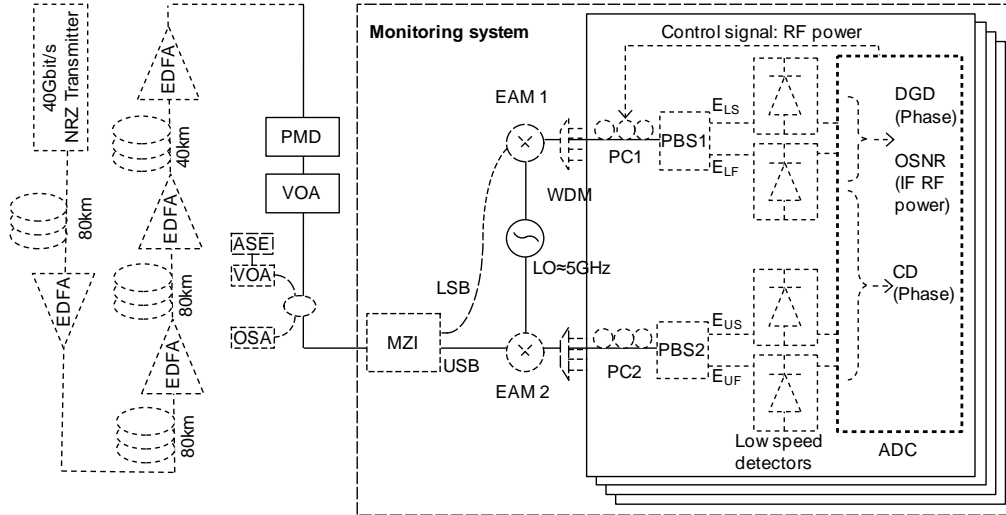 40Gbit/s
NRZ Transmitter
80km
EDFA
80km
EDFA
80km
EDFA
40km
EDFA
PMD
VOA
ASE
VOA
OSA
Monitoring system
MZI
LSB
USB
EAM 1
WDM
LO≈5GHz
EAM 2
Control signal: RF power
PC1
PBS1
E_LS
E_LF
PC2
PBS2
E_US
E_UF
Low speed
detectors
DGD
(Phase)
OSNR
(IF RF
power)
CD
(Phase)
ADC